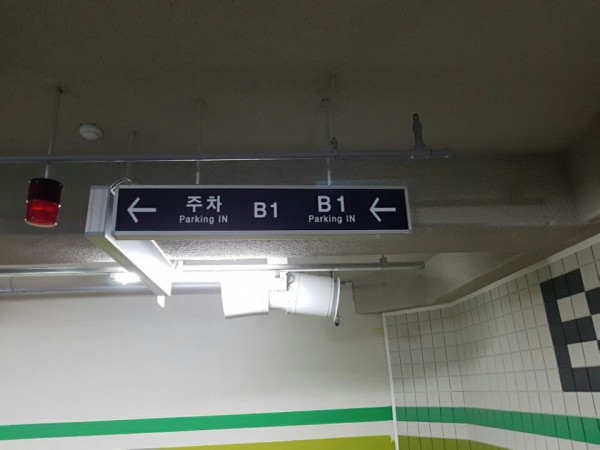 ← 주차 B1 B1 ←
Parking IN Parking IN